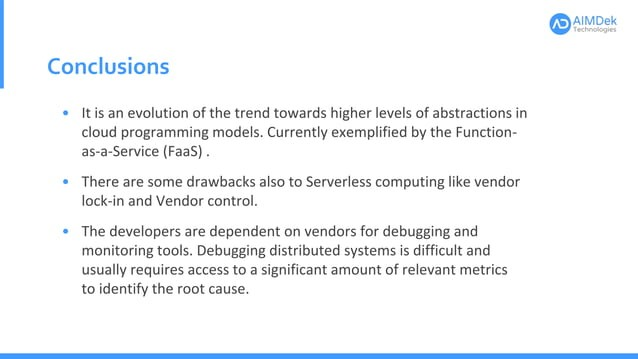 AIMDek
Technologies
Conclusions
• It is an evolution of the trend towards higher levels of abstractions in
cloud programming models. Currently exemplified by the Function-
as-a-Service (FaaS) .
• There are some drawbacks also to Serverless computing like vendor
lock-in and Vendor control.
• The developers are dependent on vendors for debugging and
monitoring tools. Debugging distributed systems is difficult and
usually requires access to a significant amount of relevant metrics
to identify the root cause.